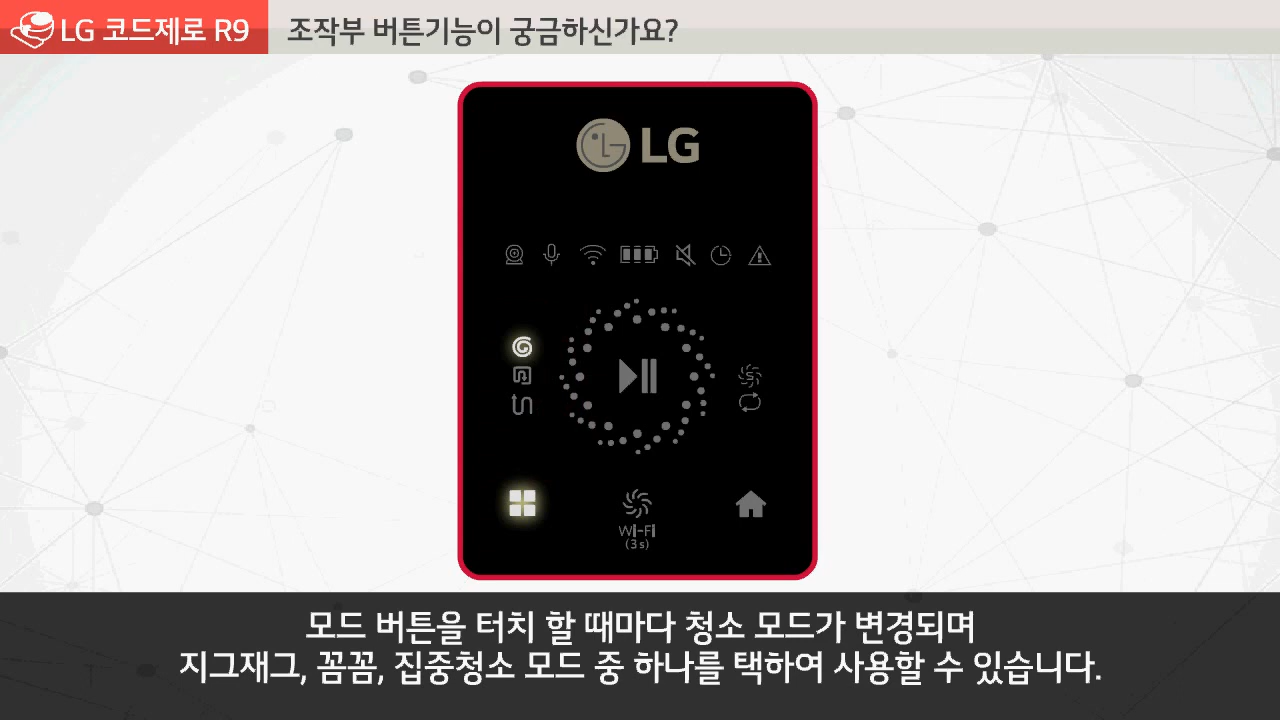 LG 코드제로 R9
조작부 버튼기능이 궁금하신가요?
LG
Wi-Fi
(3s)
모드 버튼을 터치 할 때마다 청소 모드가 변경되며
지그재그, 꼼꼼, 집중청소 모드 중 하나를 택하여 사용할 수 있습니다.